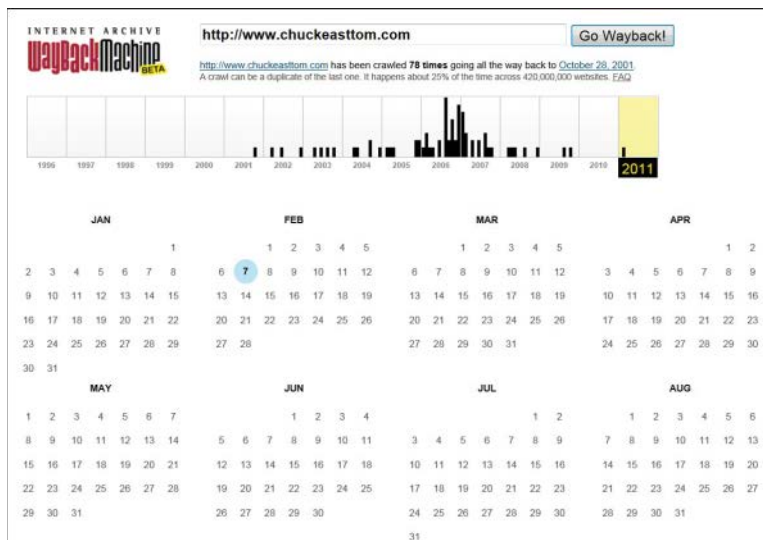 INTERNET ARCHIVE
WayBackMachine
BETA
http://www.chuckeasttom.com
Go Wayback!
http://www.chuckeasttom.com has been crawled 78 times going all the way back to October 28, 2001.
A crawl can be a duplicate of the last one. It happens about 25% of the time across 420,000,000 websites. FAQ
1996 1997 1998 1999 2000 2001 2002 2003 2004 2005 2006 2007 2008 2009 2010 2011
JAN FEB MAR APR
1 1 2 3 4 5 1 2 3 4 5 1 2
2 3 4 5 6 7 8 6 7 8 9 10 11 12 6 7 8 9 10 11 12 3 4 5 6 7 8 9
9 10 11 12 13 14 15 13 14 15 16 17 18 19 13 14 15 16 17 18 19 10 11 12 13 14 15 16
16 17 18 19 20 21 22 20 21 22 23 24 25 26 20 21 22 23 24 25 26 17 18 19 20 21 22 23
23 24 25 26 27 28 29 27 28 27 28 29 30 31 24 25 26 27 28 29 30
30 31
MAY JUN JUL AUG
1 2 3 4 5 6 7 1 2 3 4 1 2 1 2 3 4 5 6
8 9 10 11 12 13 14 5 6 7 8 9 10 11 3 4 5 6 7 8 9 7 8 9 10 11 12 13
15 16 17 18 19 20 21 12 13 14 15 16 17 18 10 11 12 13 14 15 16 14 15 16 17 18 19 20
22 23 24 25 26 27 28 19 20 21 22 23 24 25 17 18 19 20 21 22 23 21 22 23 24 25 26 27
29 30 31 26 27 28 29 30 24 25 26 27 28 29 30 28 29 30 31
31